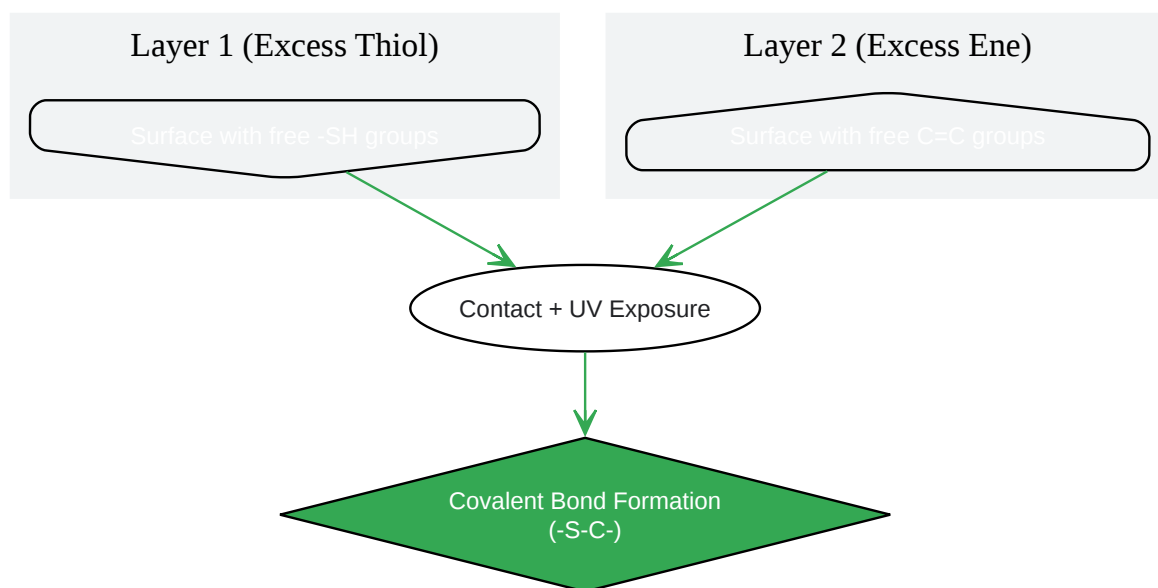 Layer 1 (Excess Thiol)
Layer 2 (Excess Ene)
Surface with free -SH groups
Surface with free C=C groups
Contact + UV Exposure
Covalent Bond Formation
(-S-C-)